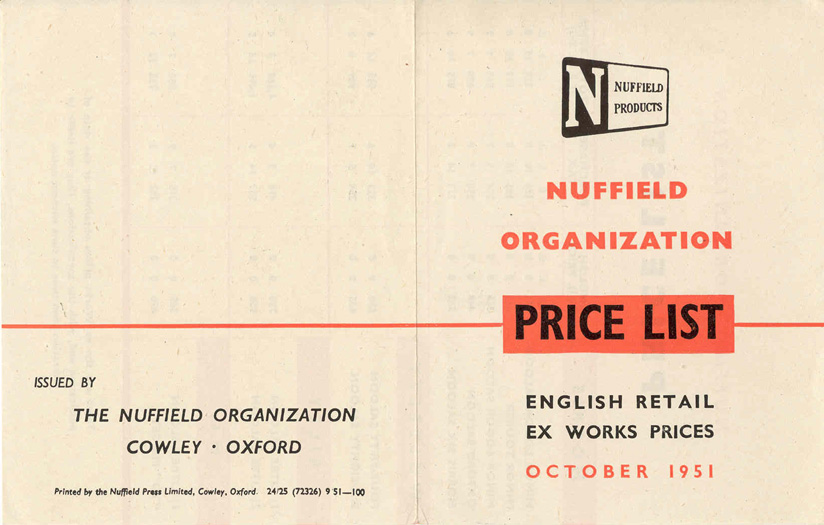 ISSUED BY
THE NUFFIELD ORGANIZATION
COWLEY · OXFORD
Printed by the Nuffield Press Limited, Cowley, Oxford. 24/25 (72326) 9 51—100
N
NUFFIELD
PRODUCTS
NUFFIELD
ORGANIZATION
PRICE LIST
ENGLISH RETAIL
EX WORKS PRICES
OCTOBER 1951